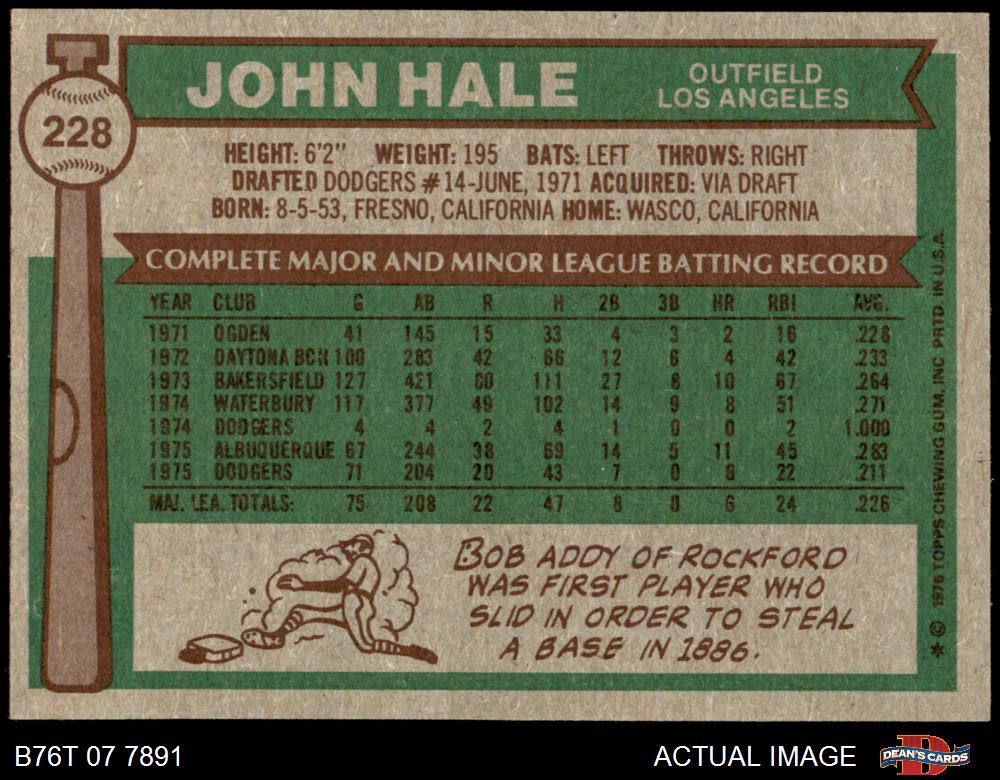 JOHN HALE
OUTFIELD
LOS ANGELES
228
HEIGHT: 6'2" WEIGHT: 195 BATS: LEFT THROWS: RIGHT
DRAFTED DODGERS #14-JUNE, 1971 ACQUIRED: VIA DRAFT
BORN: 8-5-53, FRESNO, CALIFORNIA HOME: WASCO, CALIFORNIA
COMPLETE MAJOR AND MINOR LEAGUE BATTING RECORD
YEAR CLUB G AB R H 2B 3B HR RBI AVG.
1971 OGDEN 41 145 15 33 4 3 2 16 .228
1972 DAYTONA BCH 100 283 42 66 12 6 4 42 .233
1973 BAKERSFIELD 127 421 80 111 27 8 10 67 .264
1974 WATERBURY 117 377 49 102 14 9 8 51 .271
1974 DODGERS 4 4 2 4 1 0 0 2 1.000
1975 ALBUQUERQUE 67 244 38 69 14 5 11 45 .283
1975 DODGERS 71 204 20 43 7 0 6 22 .211
MAJ. LEA. TOTALS: 75 208 22 47 8 0 6 24 .226
BOB ADDY OF ROCKFORD
WAS FIRST PLAYER WHO
SLID IN ORDER TO STEAL
A BASE IN 1886.
* © 1976 TOPPS CHEWING GUM, INC PRTD. IN U.S.A.
B76T 07 7891 ACTUAL IMAGE DEAN'S CARDS